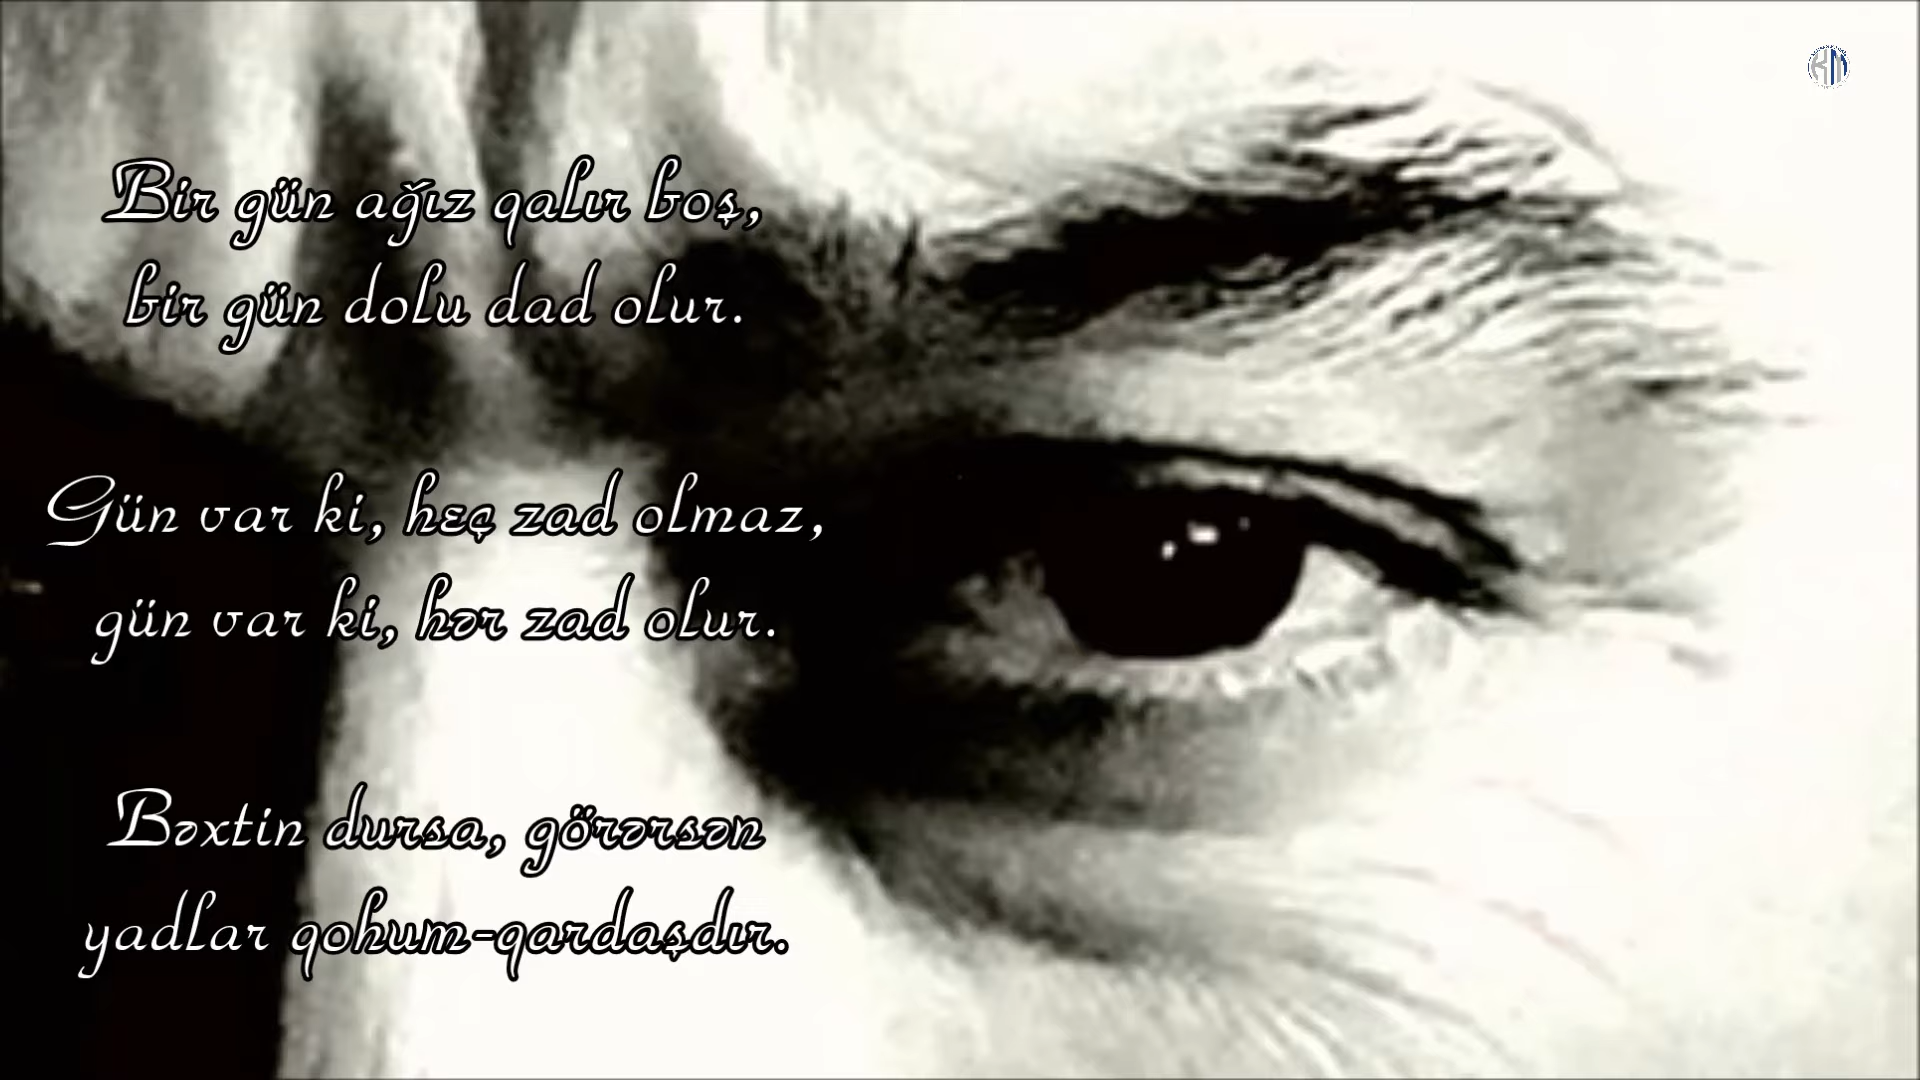 Bir gün ağız qalır boş,
bir gün dolu dad olur.
Gün var ki, heç zad olmaz,
gün var ki, hər zad olur.
Bəxtin dursa, görərsən
yadlar qohum-qardaşdır.